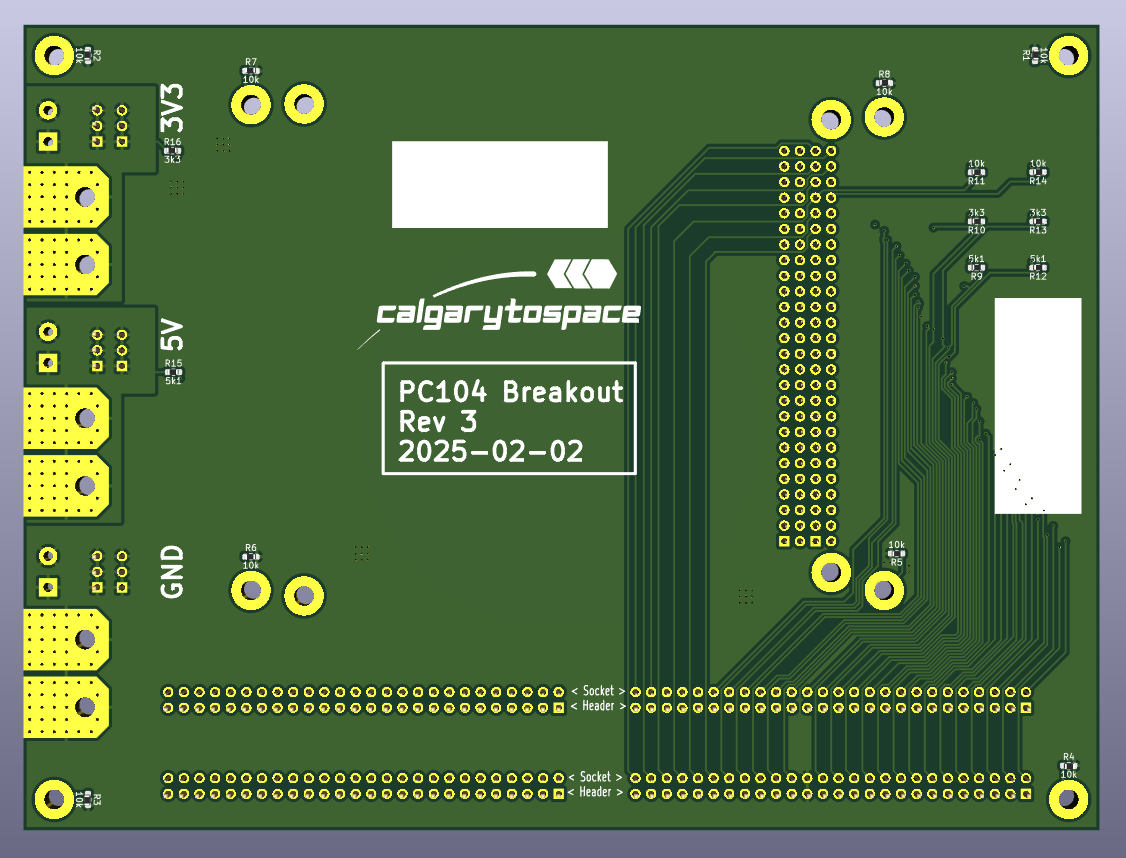 R2
10k
R7
10k
R8
10k
R1
10k
3V3
R16
3k3
10k
R11
10k
R14
3k3
R10
3k3
R13
5k1
R9
5k1
R12
calgarytospace
5V
R15
5k1
PC104 Breakout
Rev 3
2025-02-02
GND
R6
10k
10k
R5
< Socket >
< Header >
< Socket >
< Header >
R4
10k
10k
R3